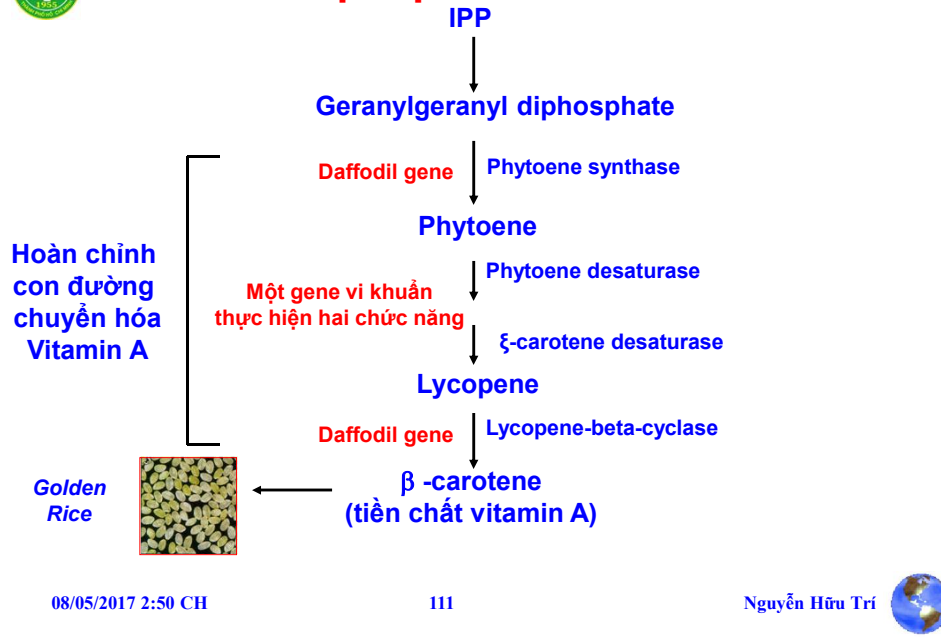 1955
IPP
Geranylgeranyl diphosphate
Daffodil gene
Phytoene synthase
Phytoene
Hoàn chỉnh
con đường
chuyển hóa
Vitamin A
Phytoene desaturase
Một gene vi khuẩn
thực hiện hai chức năng
ξ-carotene desaturase
Lycopene
Daffodil gene
Lycopene-beta-cyclase
β -carotene
(tiền chất vitamin A)
Golden
Rice
08/05/2017 2:50 CH
111
Nguyễn Hữu Trí